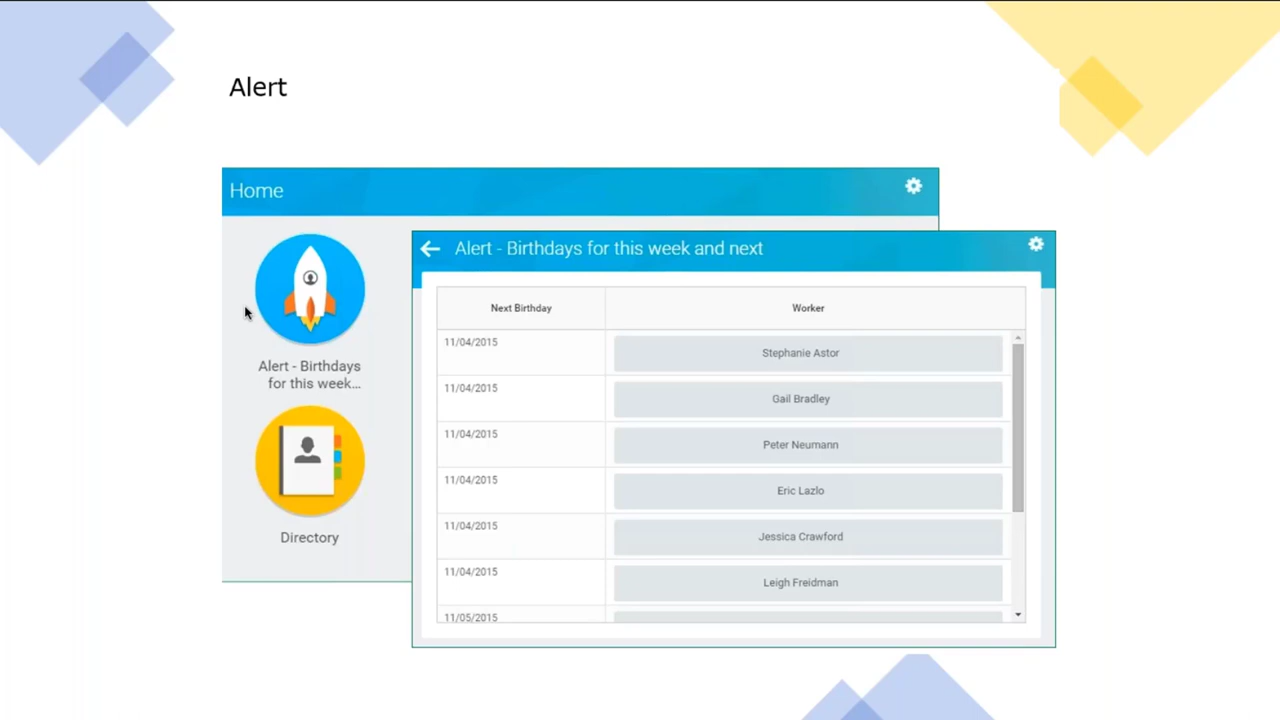 Alert
Home
Alert - Birthdays
for this week...
Directory
Alert - Birthdays for this week and next
Next Birthday Worker
11/04/2015 Stephanie Astor
11/04/2015 Gail Bradley
11/04/2015 Peter Neumann
11/04/2015 Eric Lazlo
11/04/2015 Jessica Crawford
11/04/2015 Leigh Freidman
11/05/2015